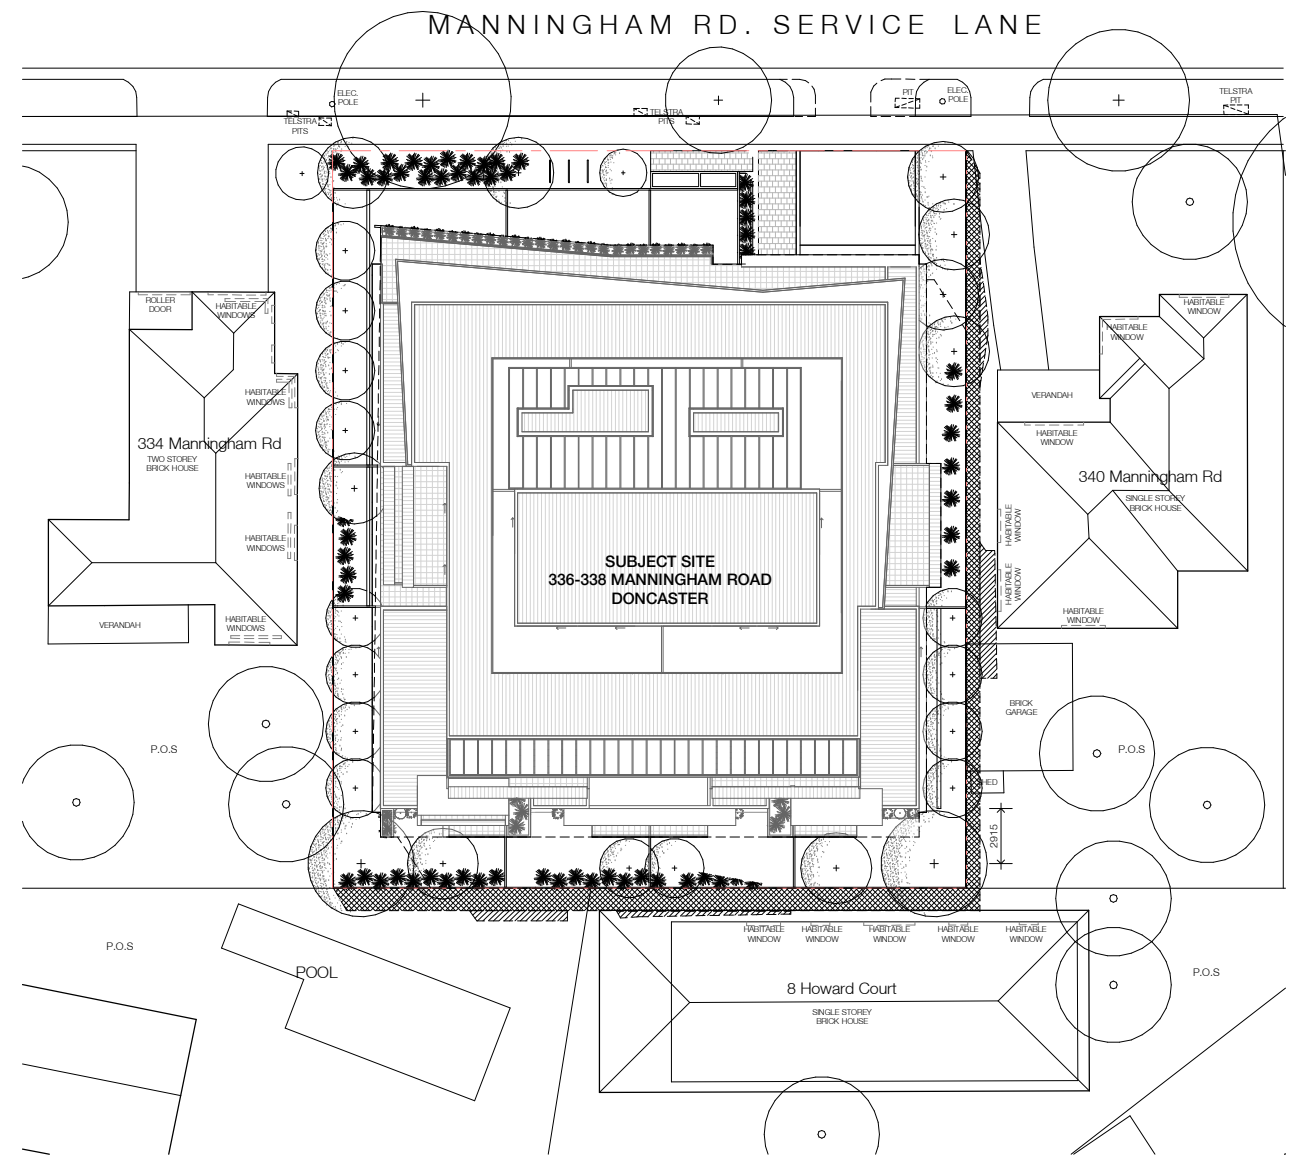 MANNINGHAM RD. SERVICE LANE
ELEC.
POLE
TELSTRA
PITS
TELSTRA
PITS
PIT
ELEC.
POLE
TELSTRA
PIT
ROLLER
DOOR
HABITABLE
WINDOWS
HABITABLE
WINDOWS
334 Manningham Rd
TWO STOREY
BRICK HOUSE
HABITABLE
WINDOWS
HABITABLE
WINDOWS
VERANDAH
HABITABLE
WINDOWS
P.O.S
SUBJECT SITE
336-338 MANNINGHAM ROAD
DONCASTER
HABITABLE
WINDOW
HABITABLE
WINDOW
VERANDAH
HABITABLE
WINDOW
340 Manningham Rd
SINGLE STOREY
BRICK HOUSE
HABITABLE
WINDOW
HABITABLE
WINDOW
HABITABLE
WINDOW
BRICK
GARAGE
P.O.S
HED
2915
P.O.S
POOL
HABITABLE
WINDOW
HABITABLE
WINDOW
HABITABLE
WINDOW
HABITABLE
WINDOW
HABITABLE
WINDOW
8 Howard Court
SINGLE STOREY
BRICK HOUSE
P.O.S